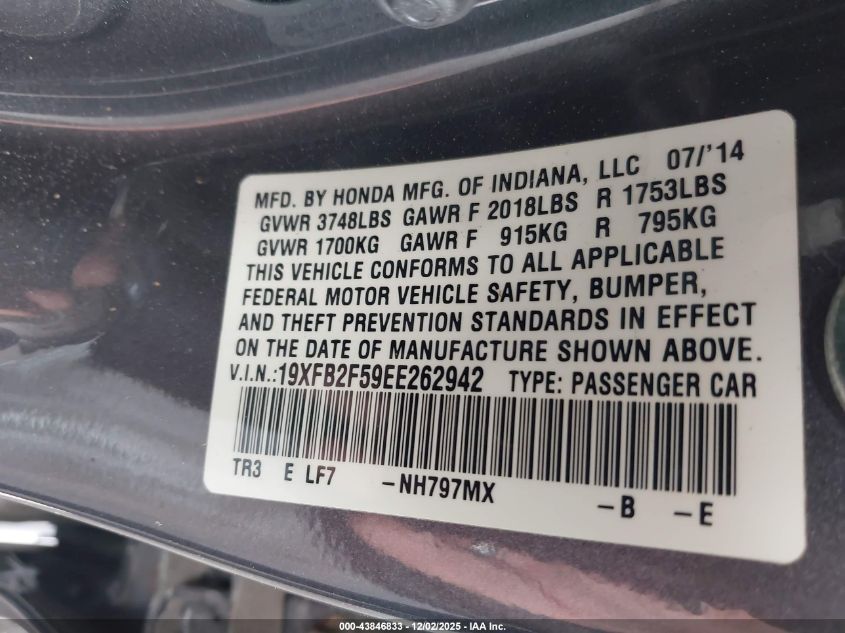 MFD. BY HONDA MFG. OF INDIANA, LLC 07/'14
GVWR 3748LBS GAWR F 2018LBS R 1753LBS
GVWR 1700KG GAWR F 915KG R 795KG
THIS VEHICLE CONFORMS TO ALL APPLICABLE
FEDERAL MOTOR VEHICLE SAFETY, BUMPER,
AND THEFT PREVENTION STANDARDS IN EFFECT
ON THE DATE OF MANUFACTURE SHOWN ABOVE.
V.I.N.:19XFB2F59EE262942 TYPE: PASSENGER CAR
TR3 E LF7 -NH797MX -B -E
000-43846833 - 12/02/2025 - IAA Inc.